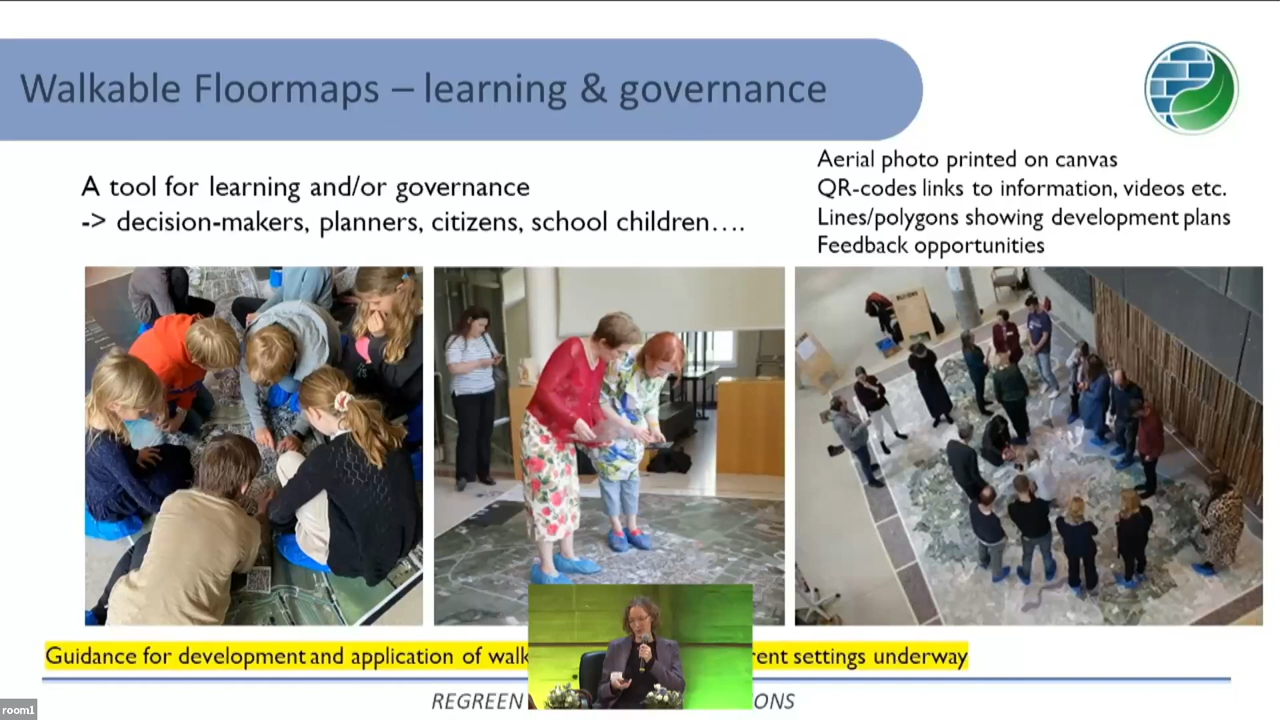 Walkable Floormaps – learning & governance
A tool for learning and/or governance
-> decision-makers, planners, citizens, school children....
Aerial photo printed on canvas
QR-codes links to information, videos etc.
Lines/polygons showing development plans
Feedback opportunities
Guidance for development and application of walk rent settings underway
REGREEN ONS
room1